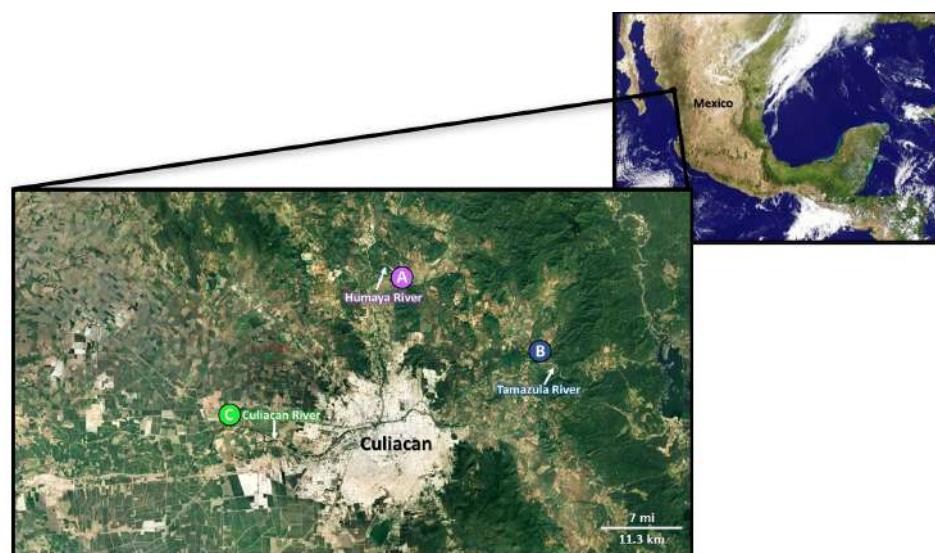 Mexico
A
Humaya River
B
Tamazula River
C
Culiacan River
Culiacan
7 mi
11.3 km